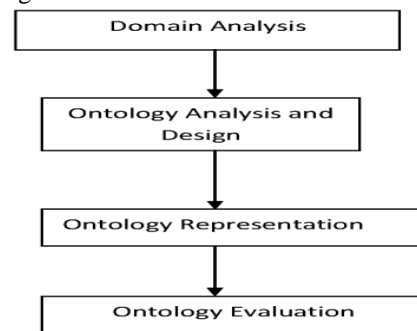 Domain Analysis
Ontology Analysis and
Design
Ontology Representation
Ontology Evaluation